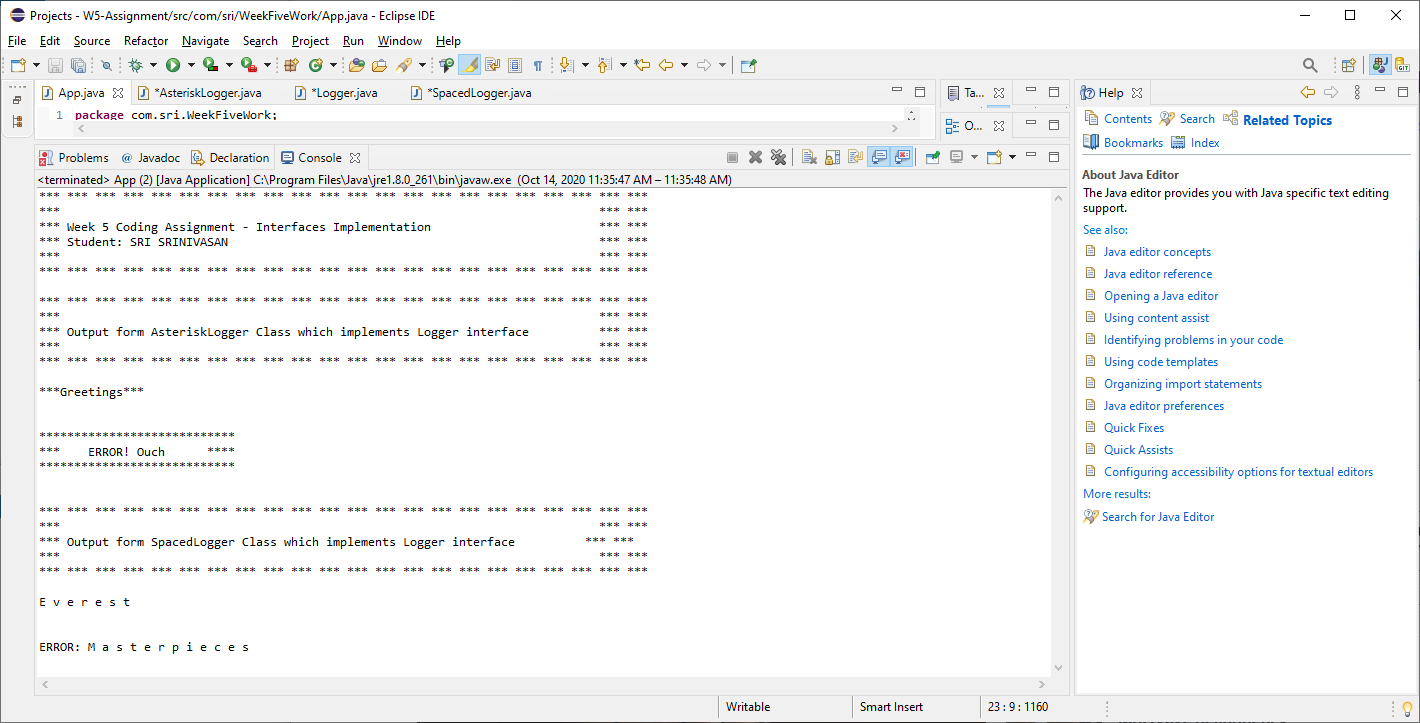 Projects - W5-Assignment/src/com/sri/WeekFiveWork/App.java - Eclipse IDE
File Edit Source Refactor Navigate Search Project Run Window Help
App.java *AsteriskLogger.java *Logger.java *SpacedLogger.java
1 package com.sri.WeekFiveWork;
Ta...
O...
Problems @ Javadoc Declaration Console
<terminated> App (2) [Java Application] C:\Program Files\Java\jre1.8.0_261\bin\javaw.exe (Oct 14, 2020 11:35:47 AM – 11:35:48 AM)
*** *** *** *** *** *** *** *** *** *** *** *** *** *** *** *** *** *** *** *** *** ***
***                                                                             *** ***
*** Week 5 Coding Assignment - Interfaces Implementation                        *** ***
*** Student: SRI SRINIVASAN                                                     *** ***
***                                                                             *** ***
*** *** *** *** *** *** *** *** *** *** *** *** *** *** *** *** *** *** *** *** *** ***
*** *** *** *** *** *** *** *** *** *** *** *** *** *** *** *** *** *** *** *** *** ***
***                                                                             *** ***
*** Output form AsteriskLogger Class which implements Logger interface          *** ***
***                                                                             *** ***
*** *** *** *** *** *** *** *** *** *** *** *** *** *** *** *** *** *** *** *** *** ***
***Greetings***
****************************
***    ERROR! Ouch      ****
****************************
*** *** *** *** *** *** *** *** *** *** *** *** *** *** *** *** *** *** *** *** *** ***
***                                                                             *** ***
*** Output form SpacedLogger Class which implements Logger interface          *** ***
***                                                                             *** ***
*** *** *** *** *** *** *** *** *** *** *** *** *** *** *** *** *** *** *** *** *** ***
E v e r e s t
ERROR: M a s t e r p i e c e s
Writable Smart Insert 23 : 9 : 1160
Help
Contents Search Related Topics
Bookmarks Index
About Java Editor
The Java editor provides you with Java specific text editing
support.
See also:
Java editor concepts
Java editor reference
Opening a Java editor
Using content assist
Identifying problems in your code
Using code templates
Organizing import statements
Java editor preferences
Quick Fixes
Quick Assists
Configuring accessibility options for textual editors
More results:
Search for Java Editor